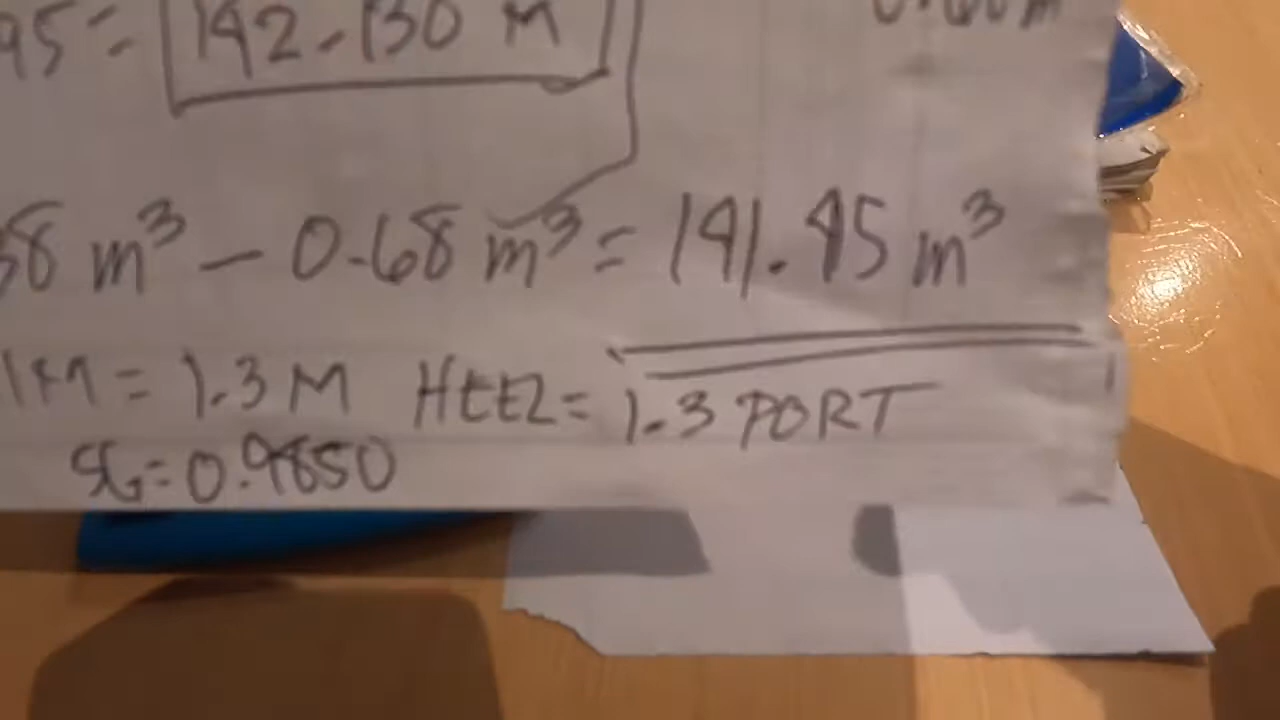 95= 142.130 M
8 m³ - 0.68 m³ = 141.45 m³
= 1.3 M HEEL= 1.3 PORT
SG=0.9850